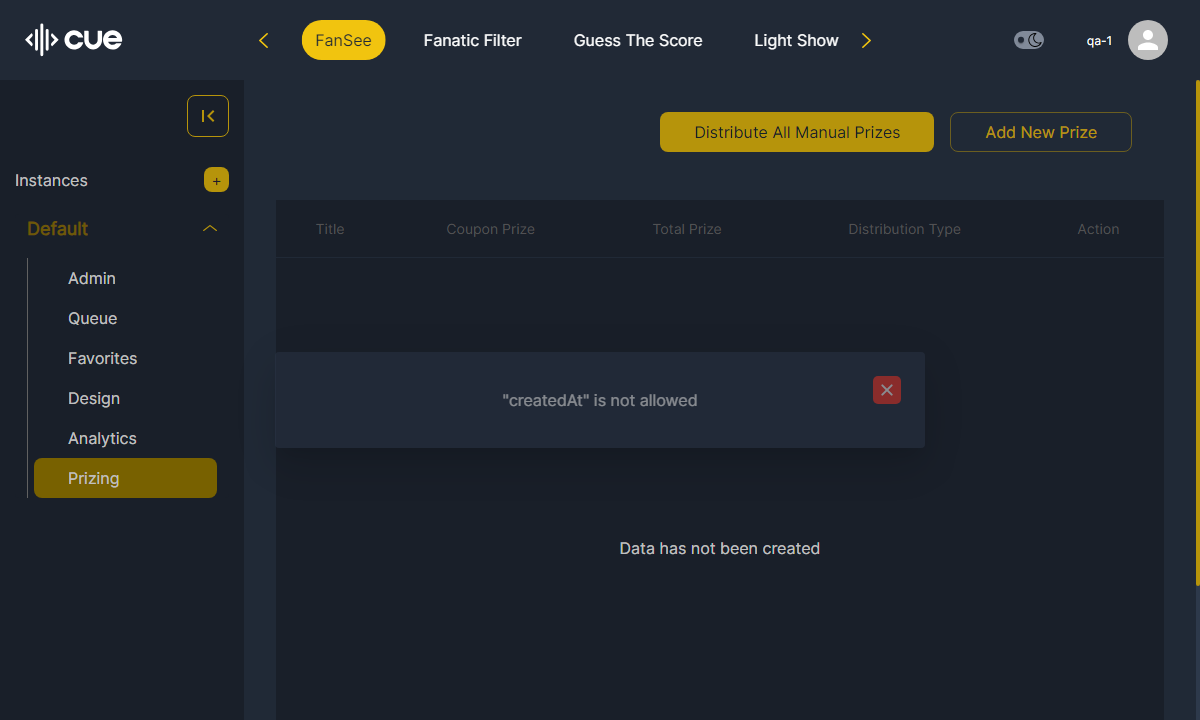 cue
FanSee
Fanatic Filter
Guess The Score
Light Show
qa-1
Instances
+
Default
Admin
Queue
Favorites
Design
Analytics
Prizing
Distribute All Manual Prizes
Add New Prize
Title
Coupon Prize
Total Prize
Distribution Type
Action
"createdAt" is not allowed
Data has not been created